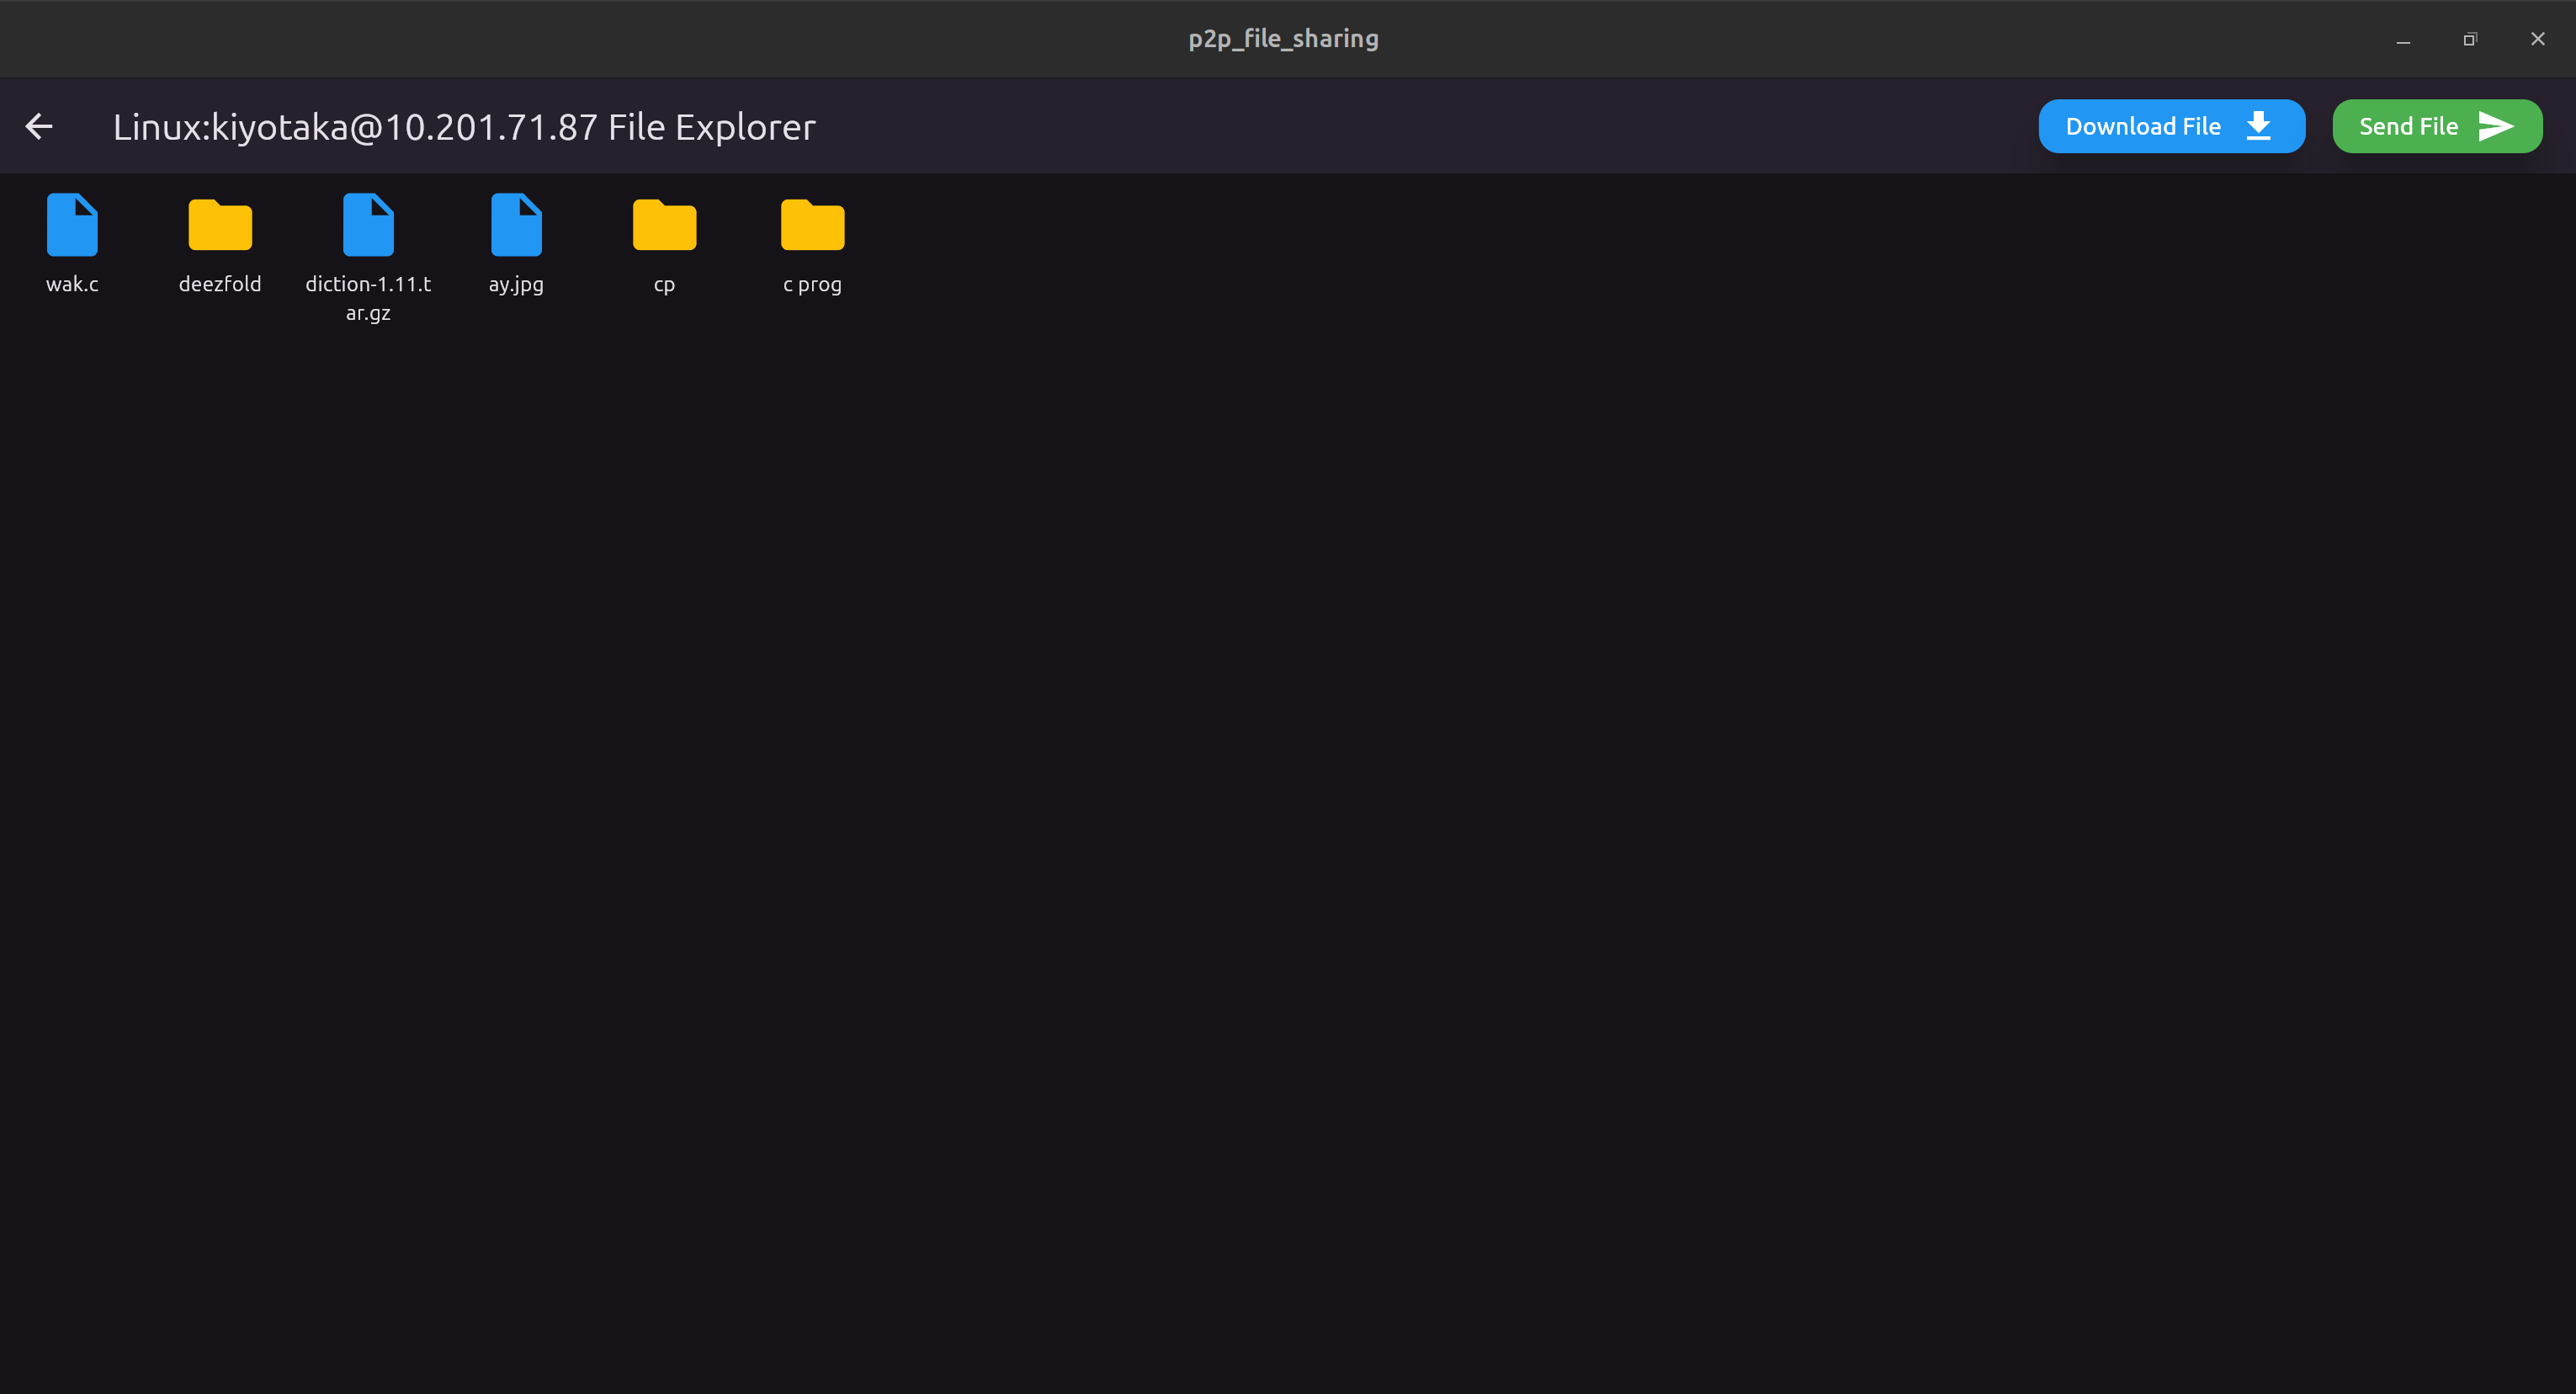 p2p_file_sharing
Linux:kiyotaka@10.201.71.87 File Explorer
Download File
Send File
wak.c
deezfold
diction-1.11.t
ar.gz
ay.jpg
cp
c prog